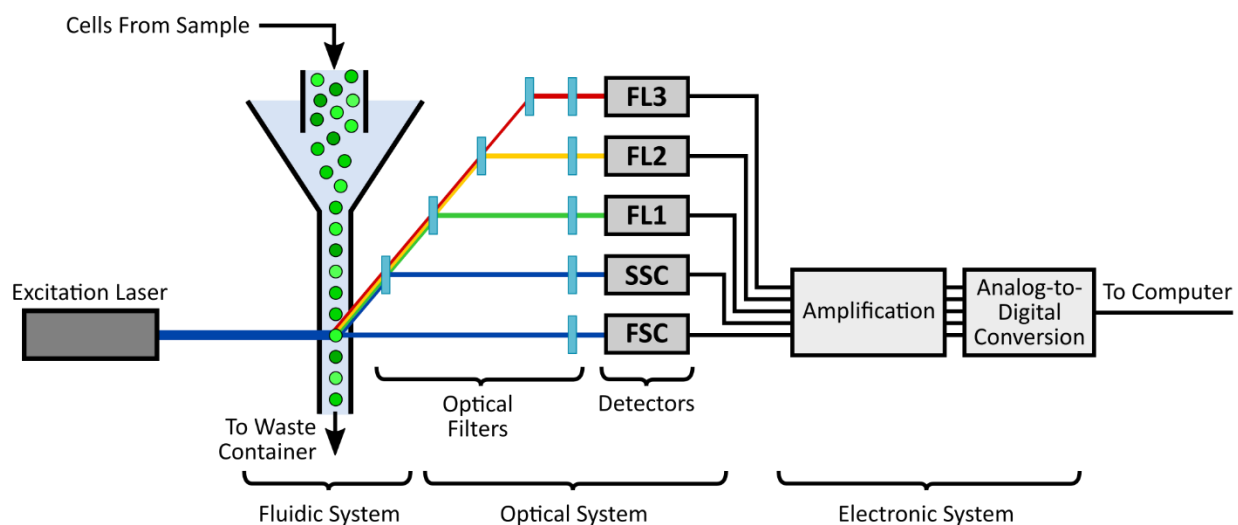 Cells From Sample
FL3
FL2
FL1
SSC
FSC
Excitation Laser
Amplification
Analog-to-
Digital
Conversion
To Computer
Optical
Filters
Detectors
To Waste
Container
Fluidic System
Optical System
Electronic System